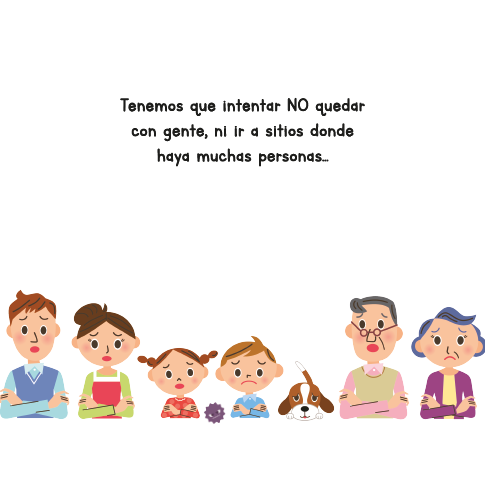 Tenemos que intentar NO quedar
con gente, ni ir a sitios donde
haya muchas personas...